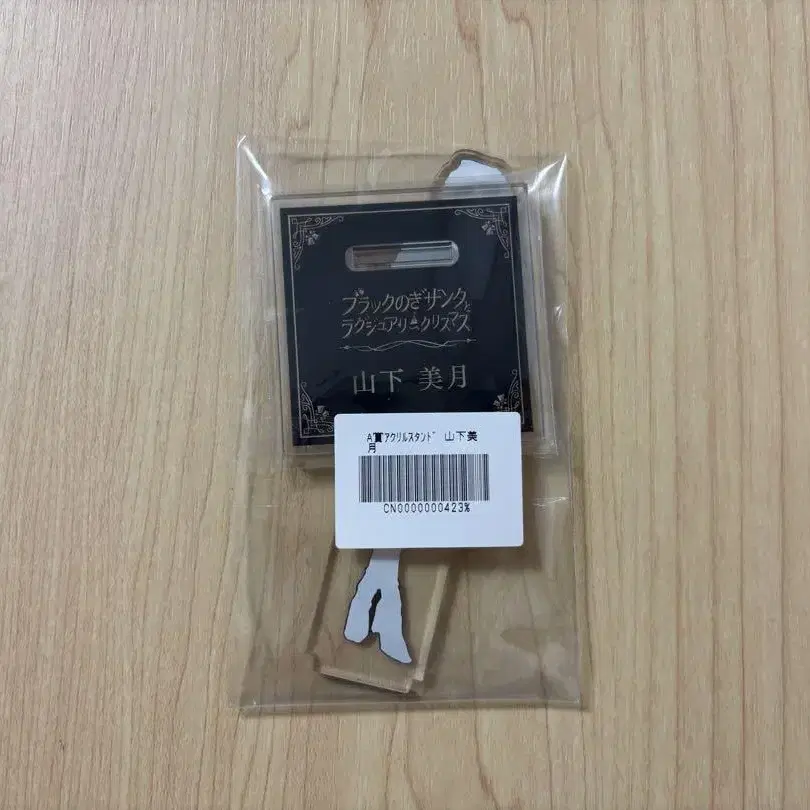 ブラックのぎザンクと
ラグジュアリークリスマス
山下 美月
A賞アクリルスタンド 山下美
月
CN0000000423%